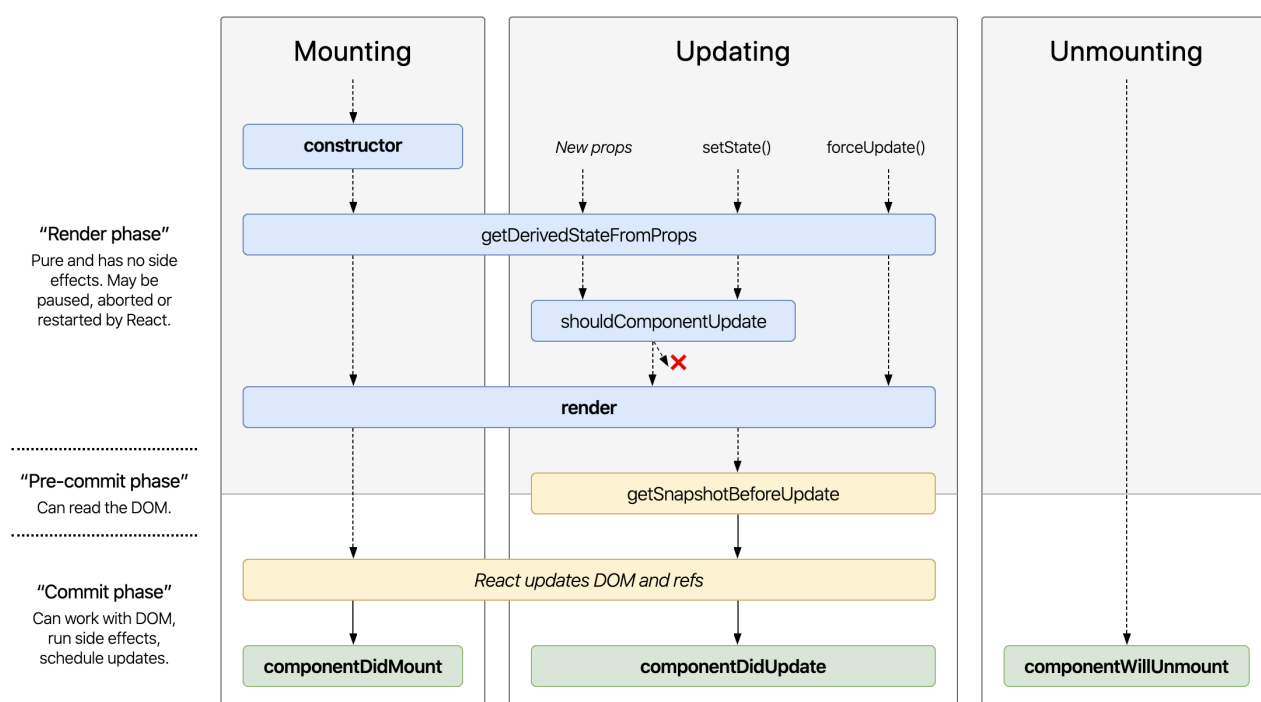 Mounting
Updating
Unmounting
constructor
New props
setState()
forceUpdate()
“Render phase”
Pure and has no side
effects. May be
paused, aborted or
restarted by React.
getDerivedStateFromProps
shouldComponentUpdate
render
“Pre-commit phase”
Can read the DOM.
getSnapshotBeforeUpdate
“Commit phase”
Can work with DOM,
run side effects,
schedule updates.
React updates DOM and refs
componentDidMount
componentDidUpdate
componentWillUnmount